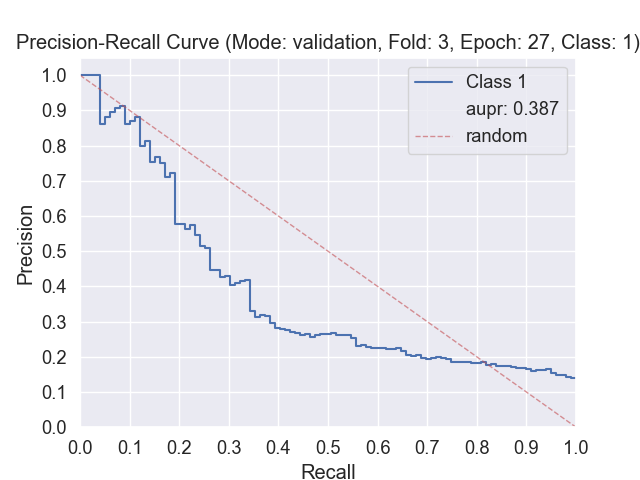 Precision-Recall Curve (Mode: validation, Fold: 3, Epoch: 27, Class: 1)
Class 1
aupr: 0.387
random
Precision
1.0
0.9
0.8
0.7
0.6
0.5
0.4
0.3
0.2
0.1
0.0
0.0 0.1 0.2 0.3 0.4 0.5 0.6 0.7 0.8 0.9 1.0
Recall